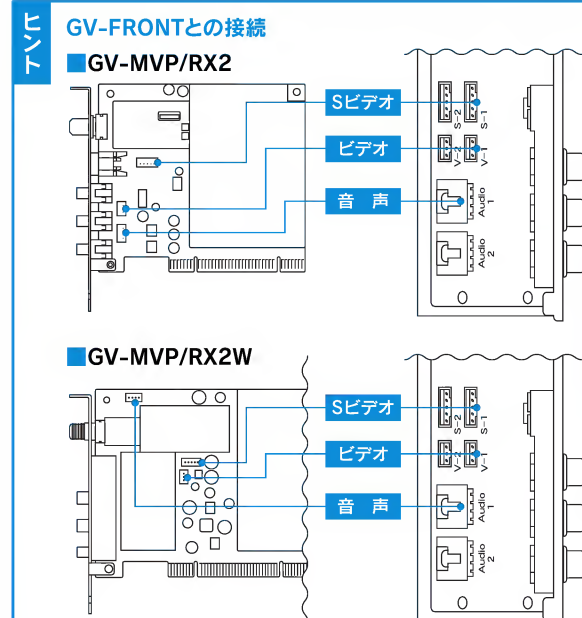 ヒント
GV-FRONTとの接続
■GV-MVP/RX2
Sビデオ
ビデオ
音 声
S-2
S-1
V-2
V-1
Audio 1
Audio 2
■GV-MVP/RX2W
Sビデオ
ビデオ
音 声
S-2
S-1
V-2
V-1
Audio 1
Audio 2